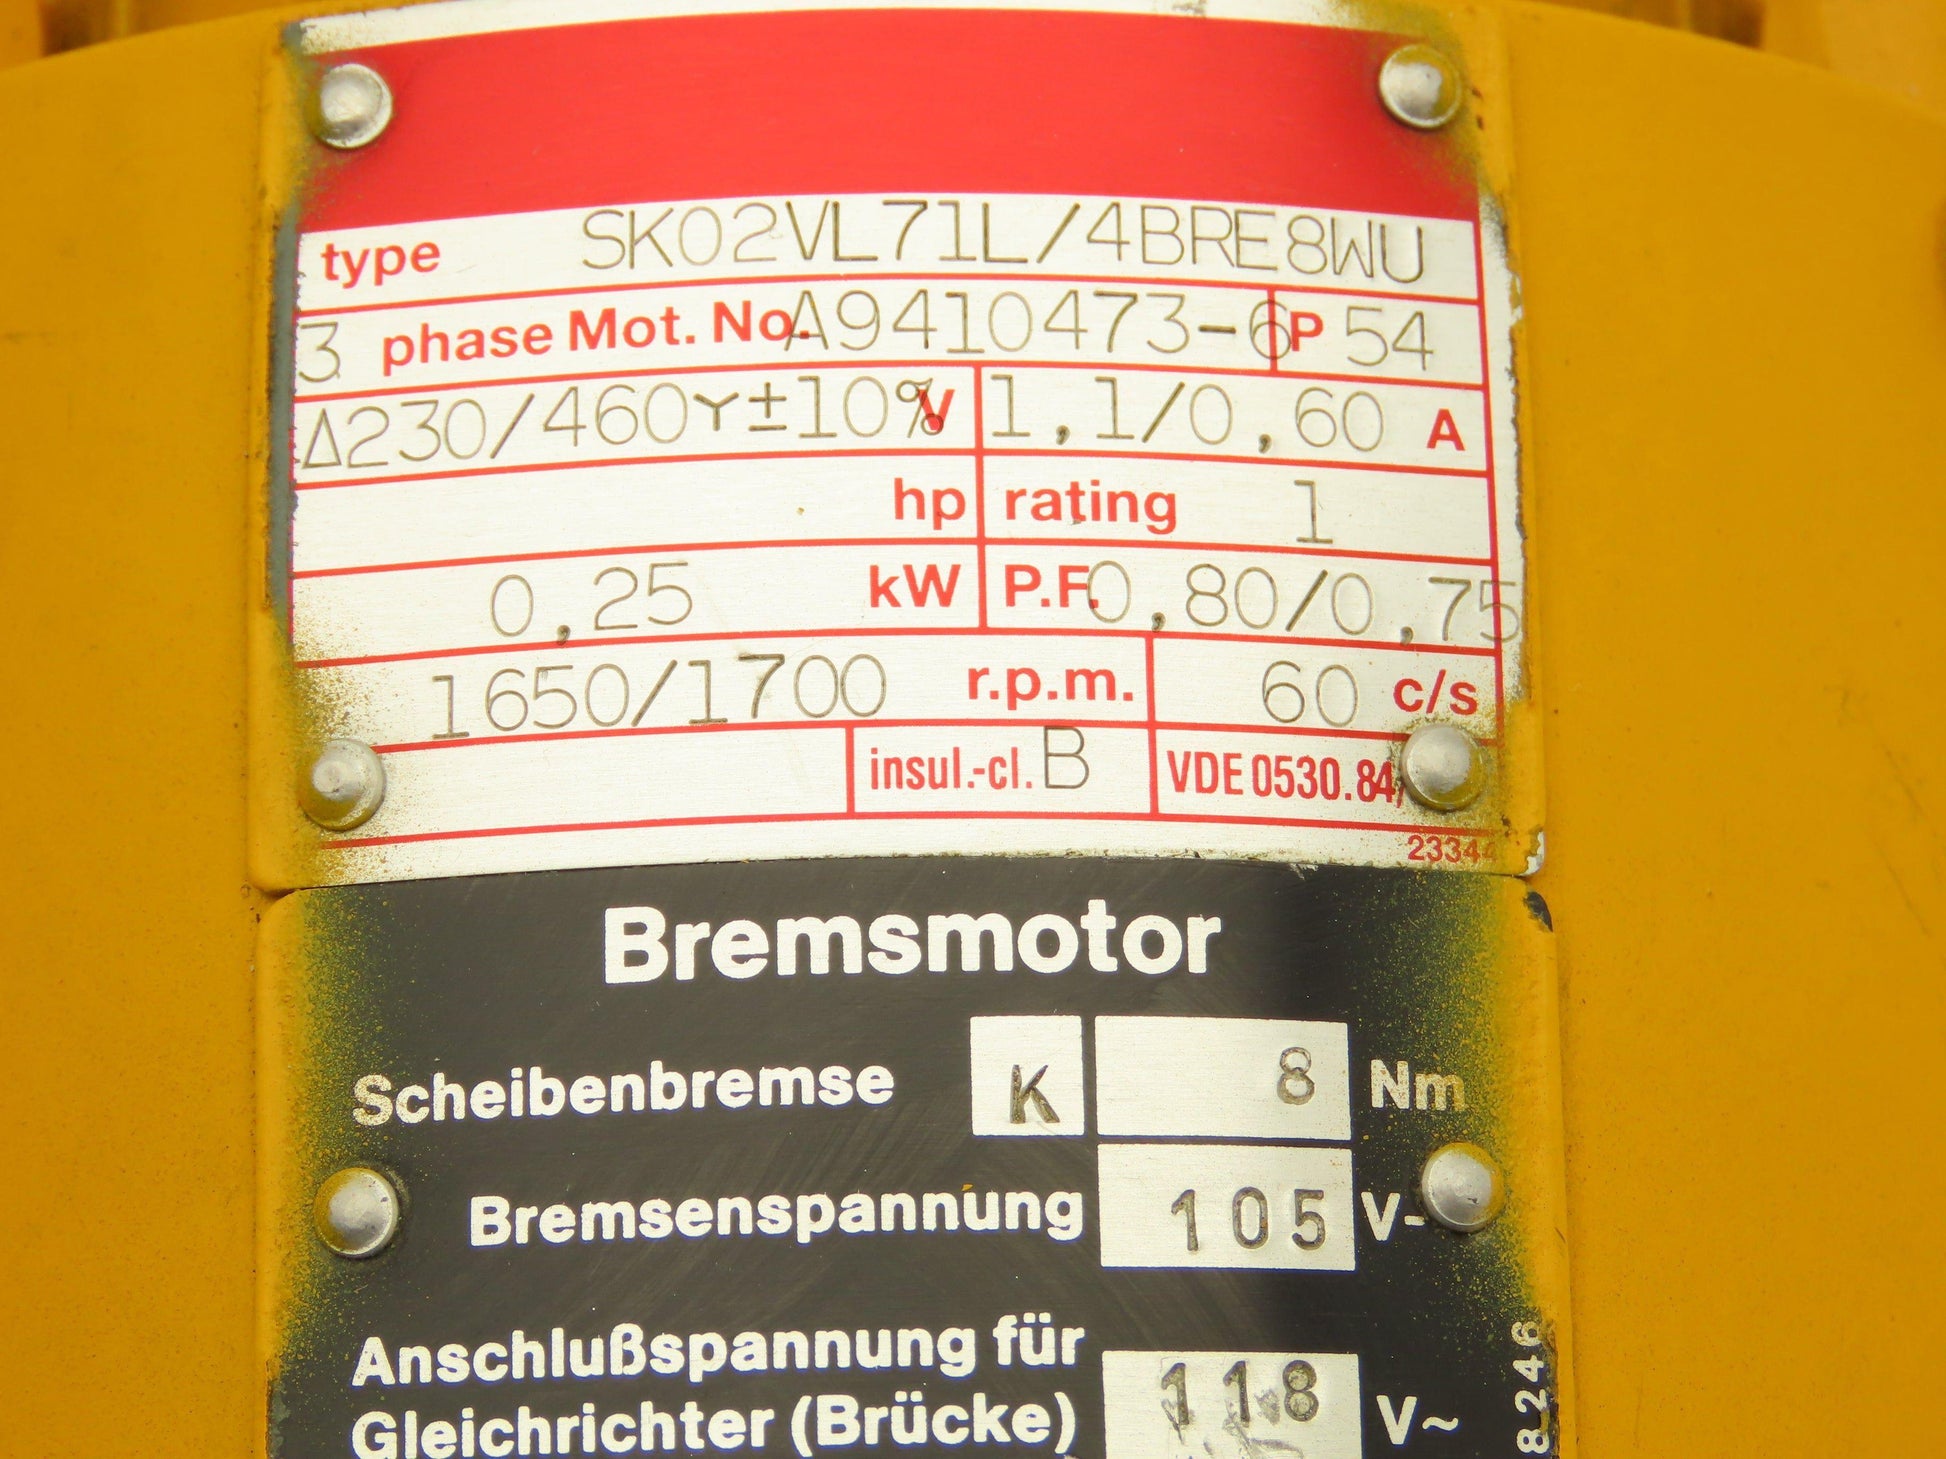 type SK02VL71L/4BRE8WU
3 phase Mot. No. A9410473-6 P 54
Δ230/460Y±10% V 1,1/0,60 A
hp rating 1
0,25 kW P.F. 0,80/0,75
1650/1700 r.p.m. 60 c/s
insul.-cl. B VDE 0530.84/
23344
Bremsmotor
Scheibenbremse K 8 Nm
Bremsenspannung 105 V-
Anschlußspannung für
Gleichrichter (Brücke) 118 V~
8246